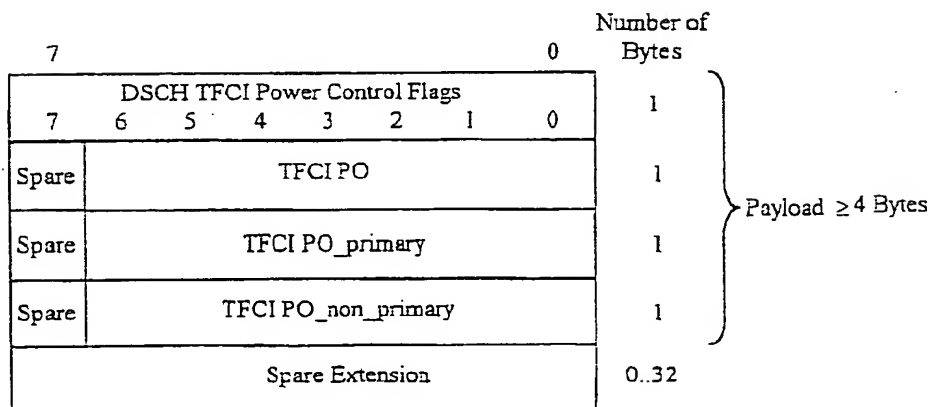 Number of
Bytes
7 0
DSCH TFCI Power Control Flags
7 6 5 4 3 2 1 0
1
Spare TFCI PO 1
Spare TFCI PO_primary 1
Spare TFCI PO_non_primary 1
Payload ≥ 4 Bytes
Spare Extension 0..32